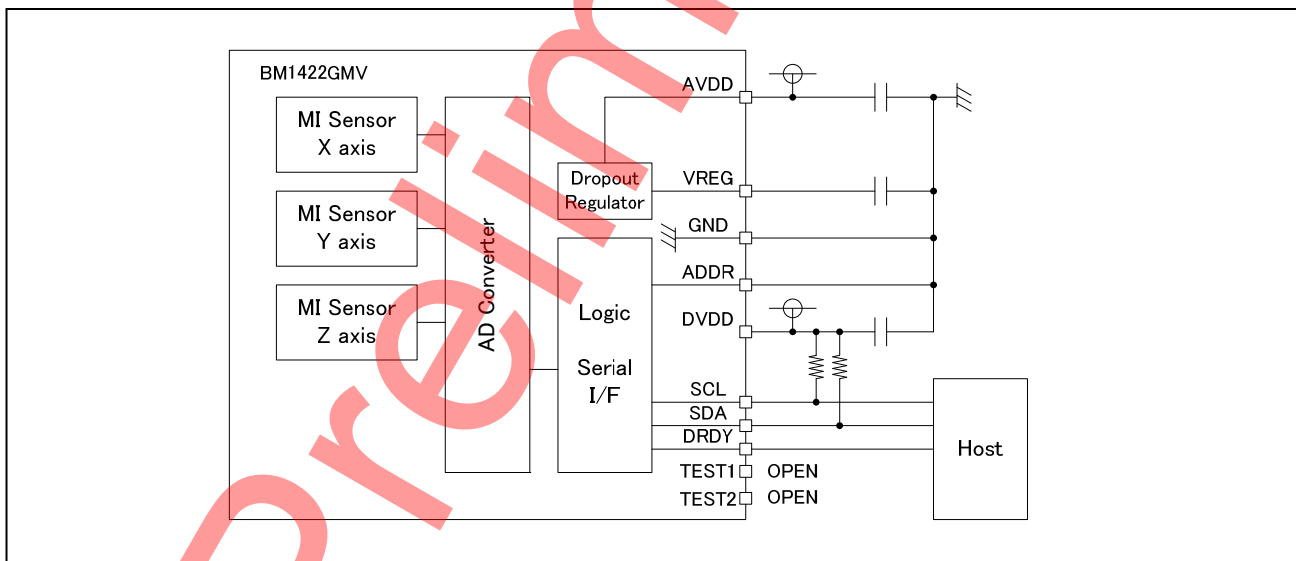 BM1422GMV
MI Sensor
X axis
MI Sensor
Y axis
MI Sensor
Z axis
AD Converter
Dropout
Regulator
Logic
Serial
I/F
AVDD
VREG
GND
ADDR
DVDD
SCL
SDA
DRDY
TEST1 OPEN
TEST2 OPEN
Host
Prelim